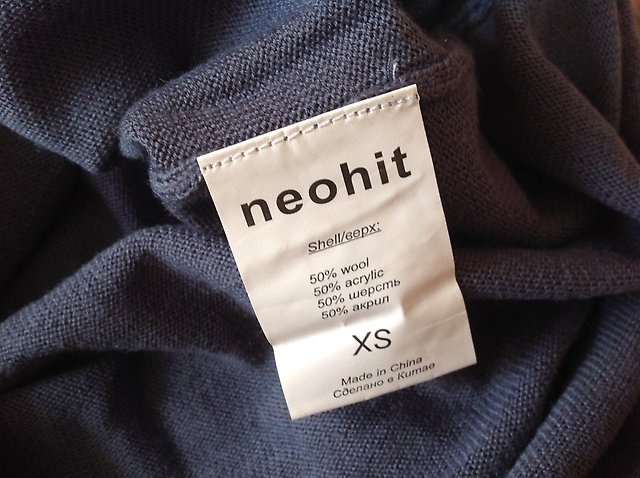 neohit
Shell/верх:
50% wool
50% acrylic
50% шерсть
50% акрил
XS
Made in China
Сделано в Китае